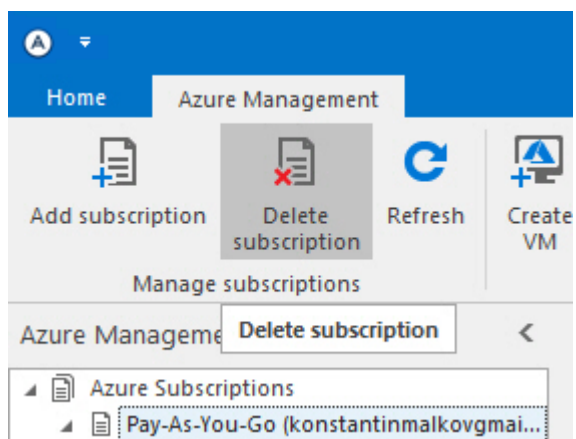 Home Azure Management
Add subscription Delete subscription Refresh Create VM
Manage subscriptions
Azure Manageme Delete subscription
Azure Subscriptions
Pay-As-You-Go (konstantinmalkovgmai...